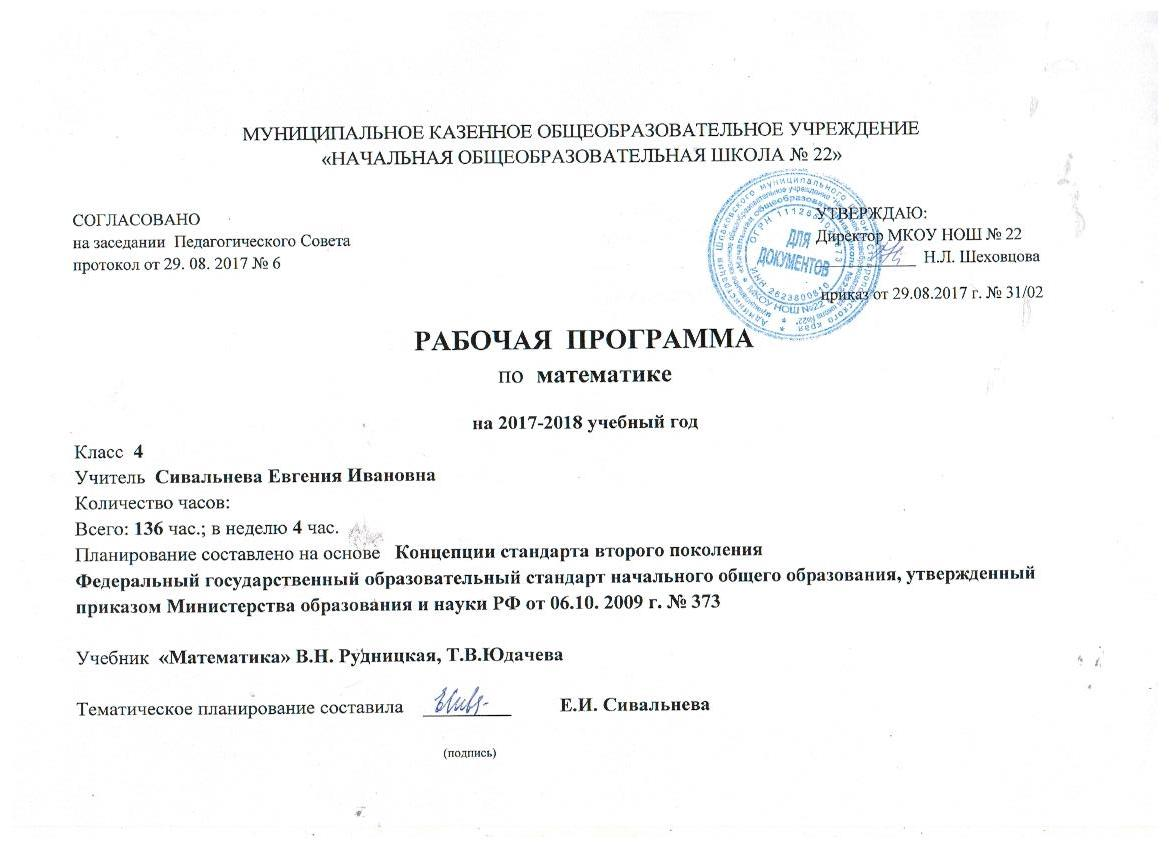 МУНИЦИПАЛЬНОЕ КАЗЕННОЕ ОБЩЕОБРАЗОВАТЕЛЬНОЕ УЧРЕЖДЕНИЕ
«НАЧАЛЬНАЯ ОБЩЕОБРАЗОВАТЕЛЬНАЯ ШКОЛА № 22»
СОГЛАСОВАНО
на заседании Педагогического Совета
протокол от 29. 08. 2017 № 6
УТВЕРЖДАЮ:
Директор МКОУ НОШ № 22
Н.Л. Шеховцова
приказ от 29.08.2017 г. № 31/02
ДЛЯ
ДОКУМЕНТОВ
МКОУ НОШ №22
РАБОЧАЯ ПРОГРАММА
по математике
на 2017-2018 учебный год
Класс 4
Учитель Сивальнева Евгения Ивановна
Количество часов:
Всего: 136 час.; в неделю 4 час.
Планирование составлено на основе Концепции стандарта второго поколения
Федеральный государственный образовательный стандарт начального общего образования, утвержденный
приказом Министерства образования и науки РФ от 06.10. 2009 г. № 373
Учебник «Математика» В.Н. Рудницкая, Т.В.Юдачева
Тематическое планирование составила Е.И. Сивальнева
(подпись)